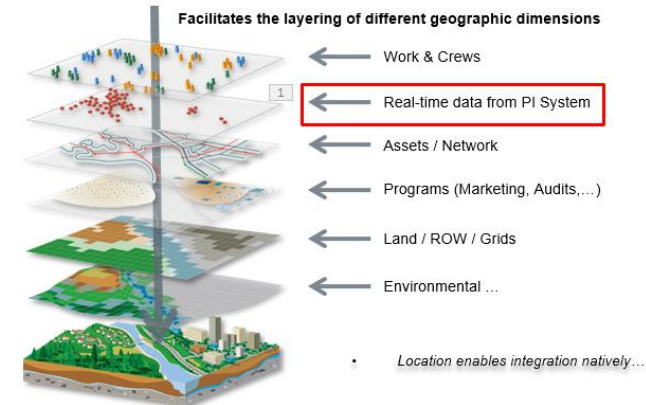 Facilitates the layering of different geographic dimensions
Work & Crews
1
Real-time data from PI System
Assets / Network
Programs (Marketing, Audits,…)
Land / ROW / Grids
Environmental …
• Location enables integration natively…